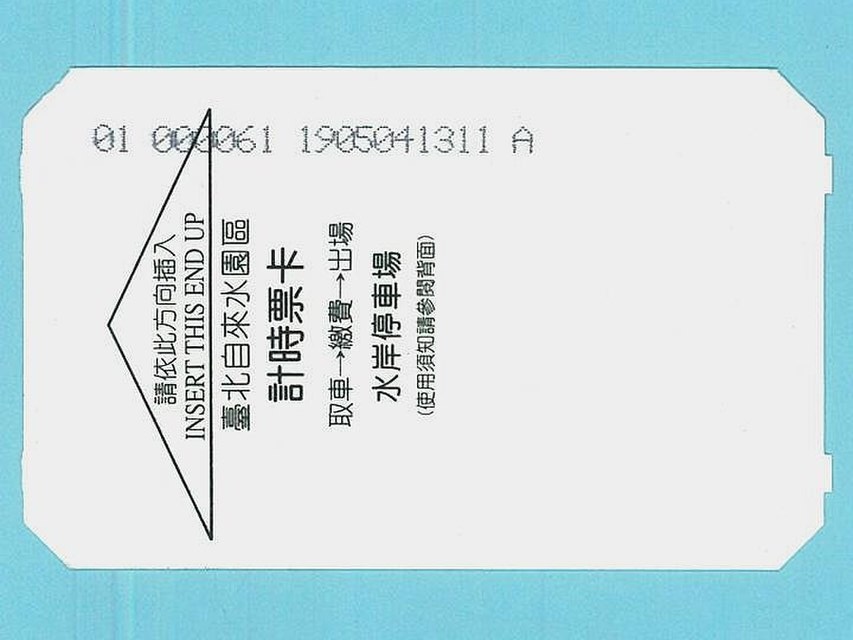 01 000061 1905041311 A
請依此方向插入
INSERT THIS END UP
臺北自來水園區
計時票卡
取車→繳費→出場
水岸停車場
(使用須知請參閱背面)